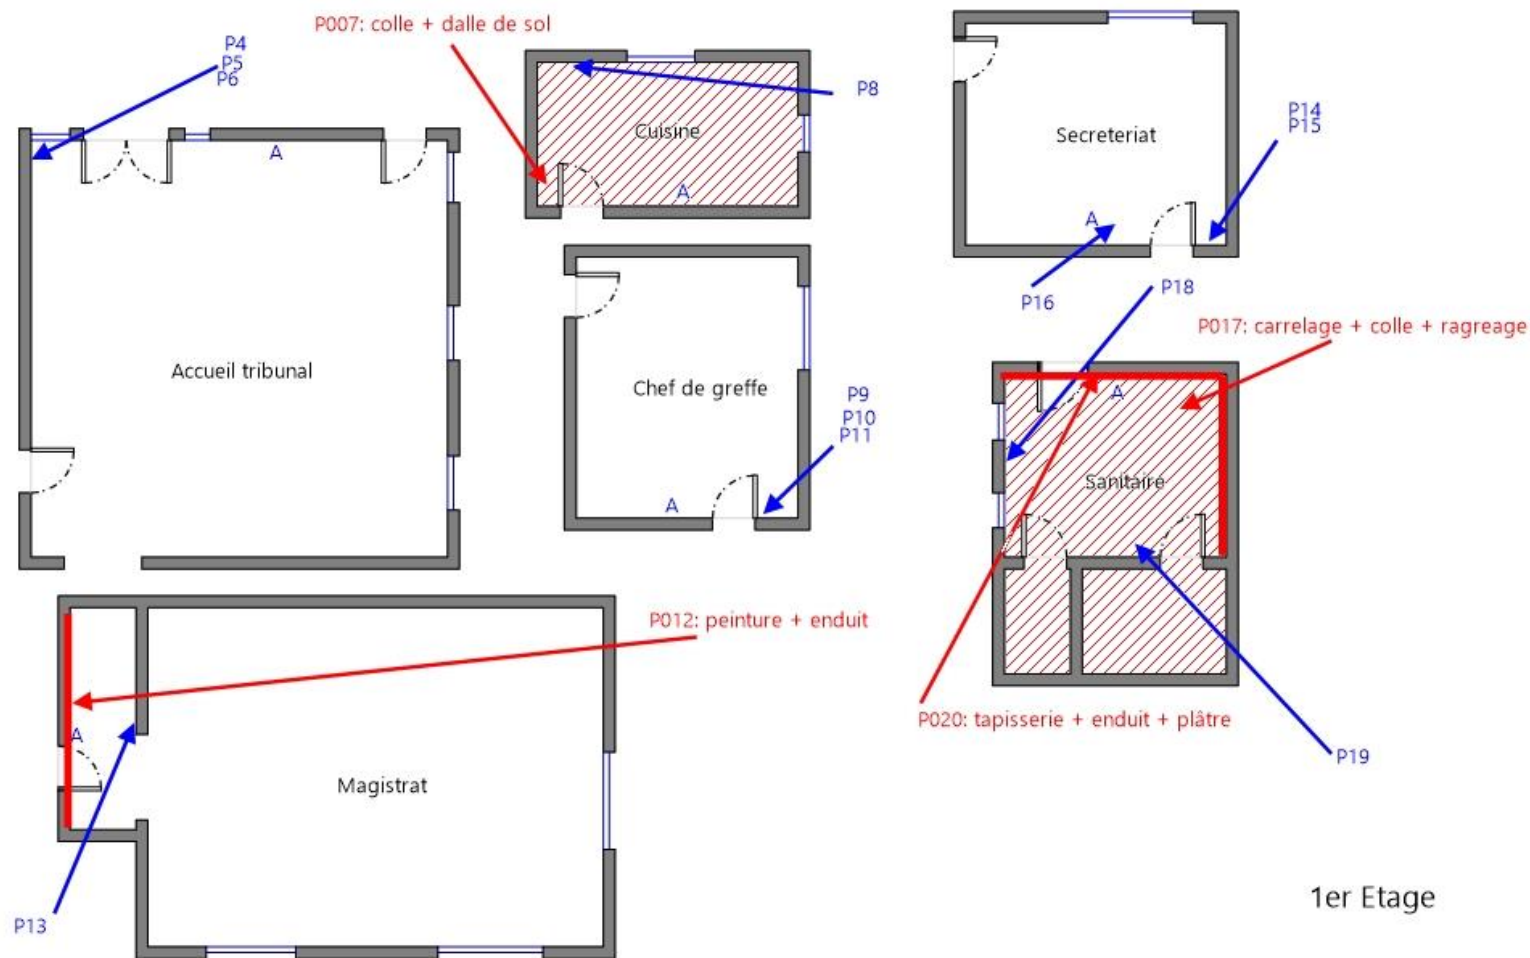 P007: colle + dalle de sol
P4
P5
P6
A
Cuisine
A
P8
Secreteriat
A
P14
P15
P16
P18
Accueil tribunal
Chef de greffe
A
P9
P10
P11
P017: carrelage + colle + ragreage
A
Sanitaire
P020: tapisserie + enduit + plâtre
P19
P012: peinture + enduit
A
Magistrat
P13
1er Etage